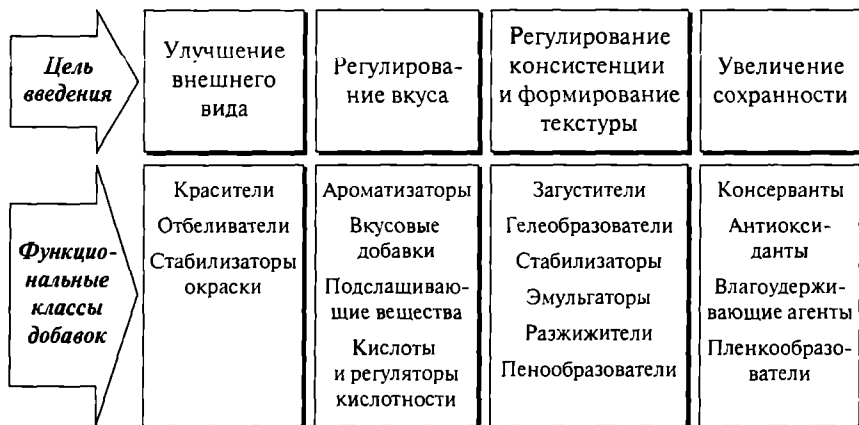 Цель
введения
Улучшение
внешнего
вида
Регулирова-
ние вкуса
Регулирование
консистенции
и формирование
текстуры
Увеличение
сохранности
Функцио-
нальные
классы
добавок
Красители
Отбеливатели
Стабилизаторы
окраски
Ароматизаторы
Вкусовые
добавки
Подслащиваю-
щие вещества
Кислоты
и регуляторы
кислотности
Загустители
Гелеобразователи
Стабилизаторы
Эмульгаторы
Разжижители
Пенообразователи
Консерванты
Антиокси-
данты
Влагоудержи-
вающие агенты
Пленкообразо-
ватели